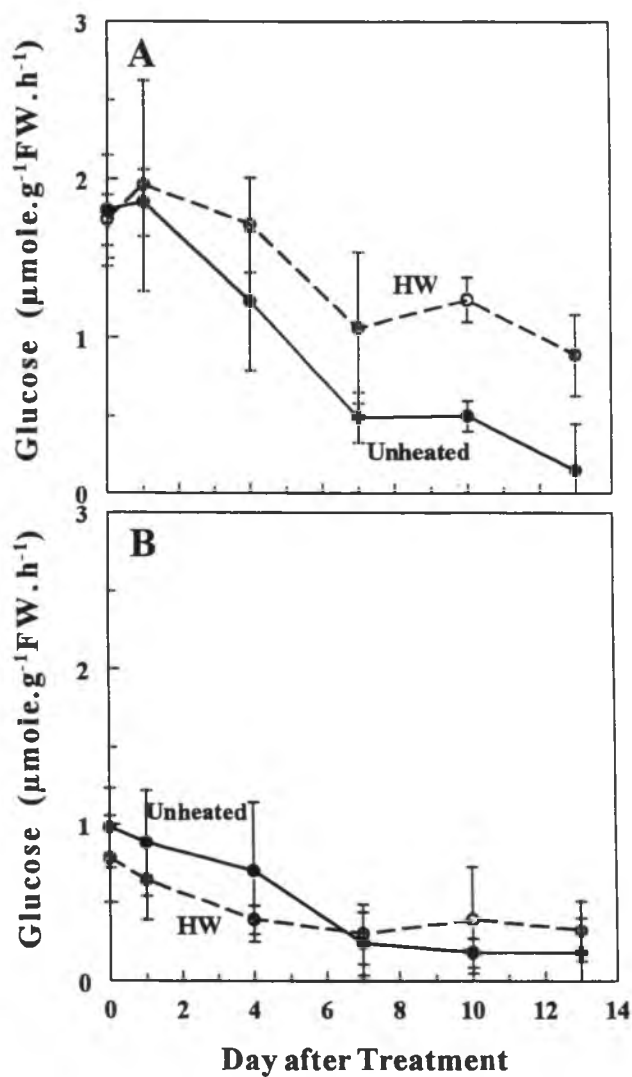 3
A
2
HW
1
Unheated
0
Glucose (µmole.g⁻¹FW.h⁻¹)
3
B
2
1
Unheated
HW
0
Glucose (µmole.g⁻¹FW.h⁻¹)
0 2 4 6 8 10 12 14
Day after Treatment